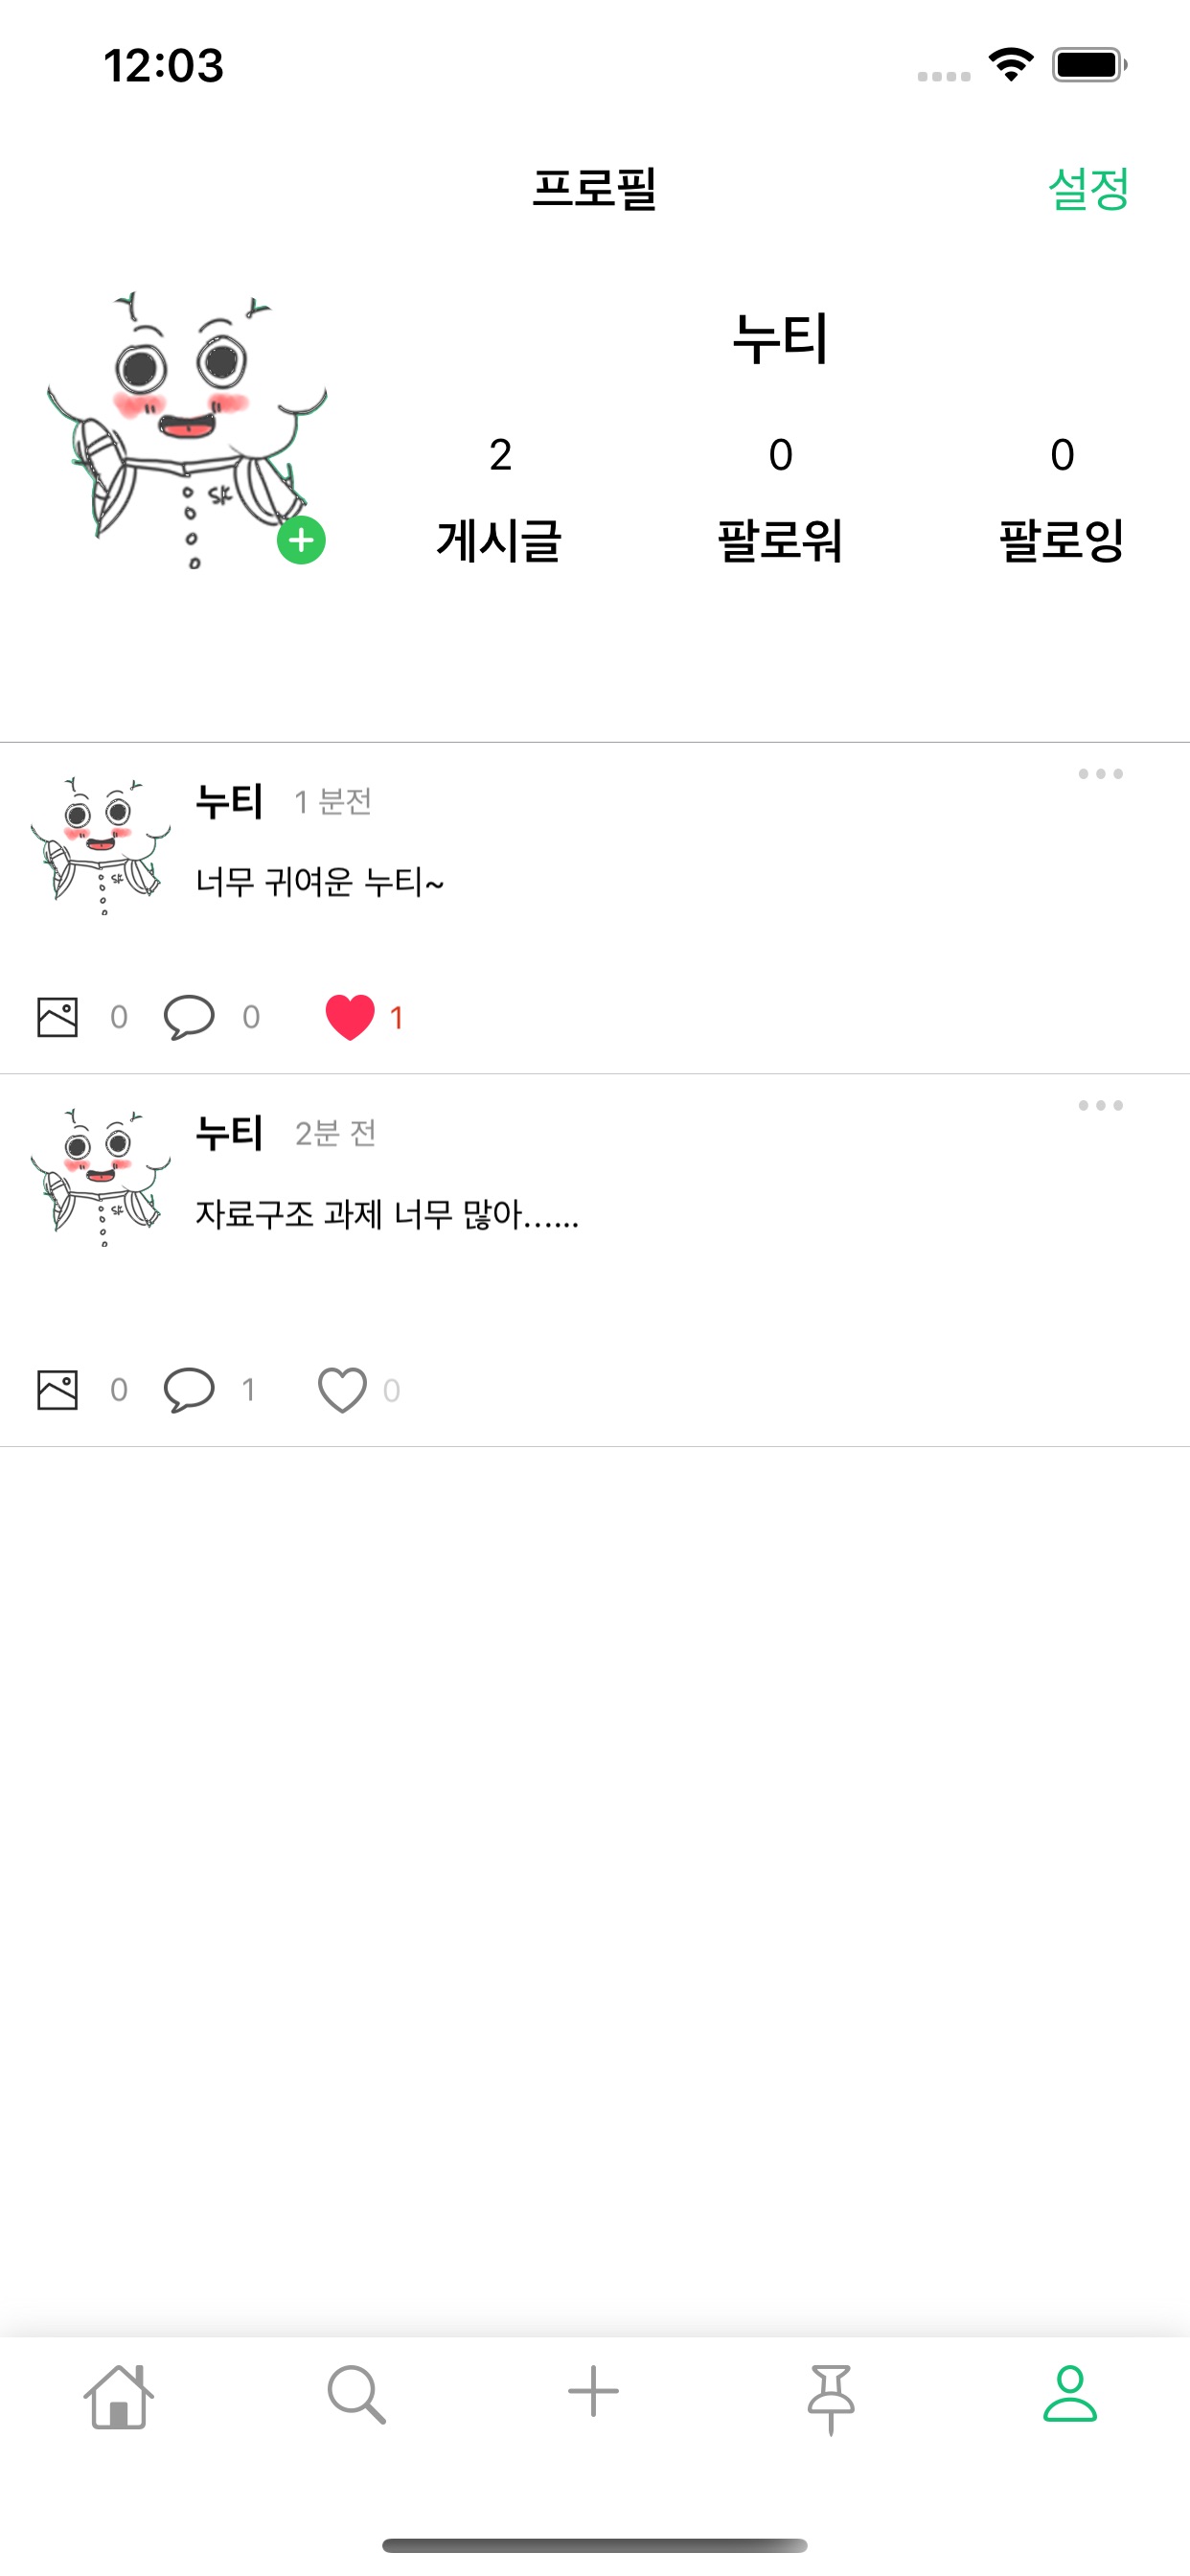 12:03
프로필 설정
누티
2 0 0
게시글 팔로워 팔로잉
누티 1 분전
너무 귀여운 누티~
0 0 1
누티 2분 전
자료구조 과제 너무 많아......
0 1 0